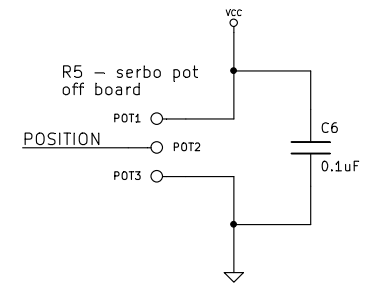 VCC
R5 – serbo pot
off board
POT1
C6
POSITION
POT2
0.1uF
POT3